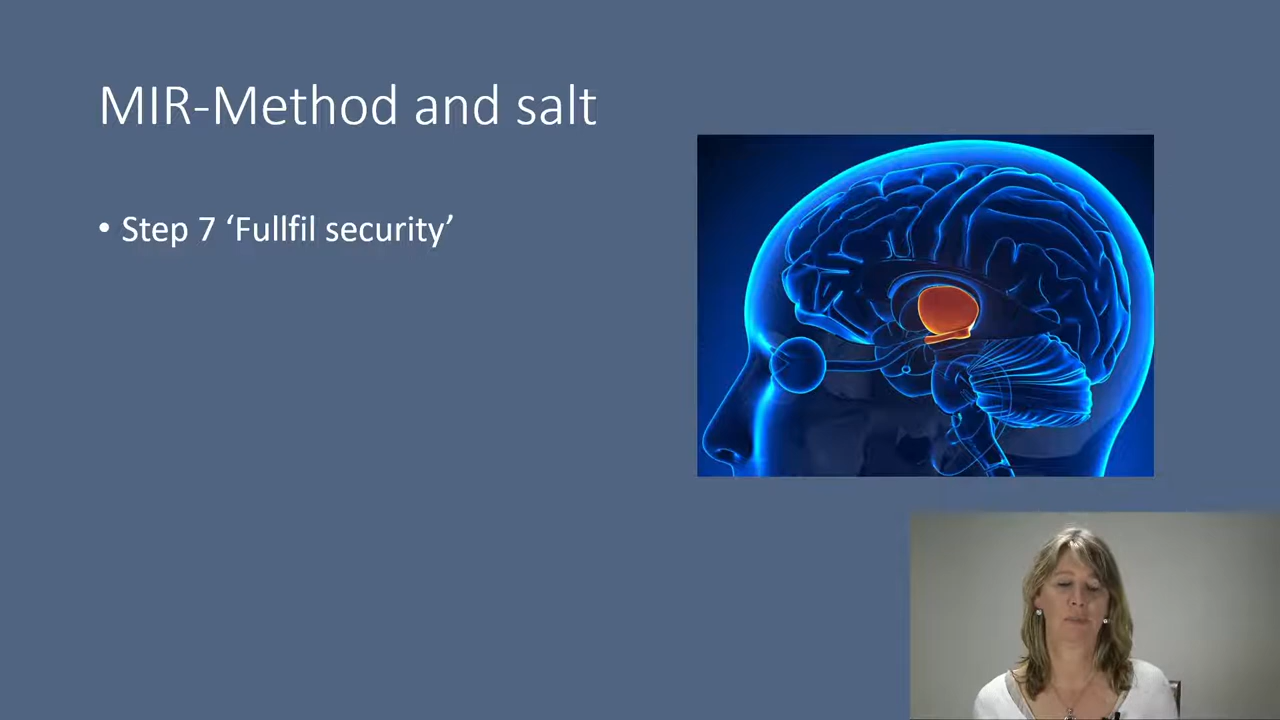 MIR-Method and salt
• Step 7 ‘Fullfil security’